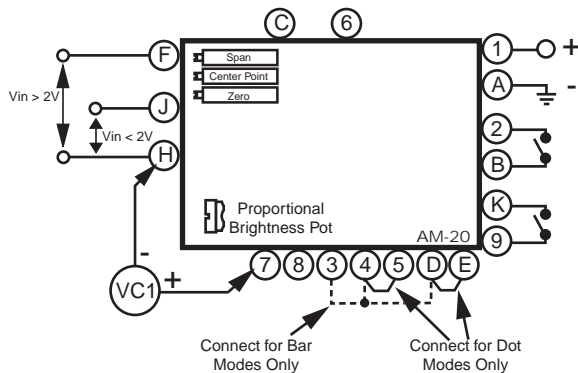 C 6
F
Span
Center Point
Zero
1 +
A -
Vin > 2V
J
Vin < 2V
H
2
B
K
9
Proportional
Brightness Pot
AM-20
-
+
VC1
7 8 3 4 5 D E
Connect for Bar
Modes Only
Connect for Dot
Modes Only